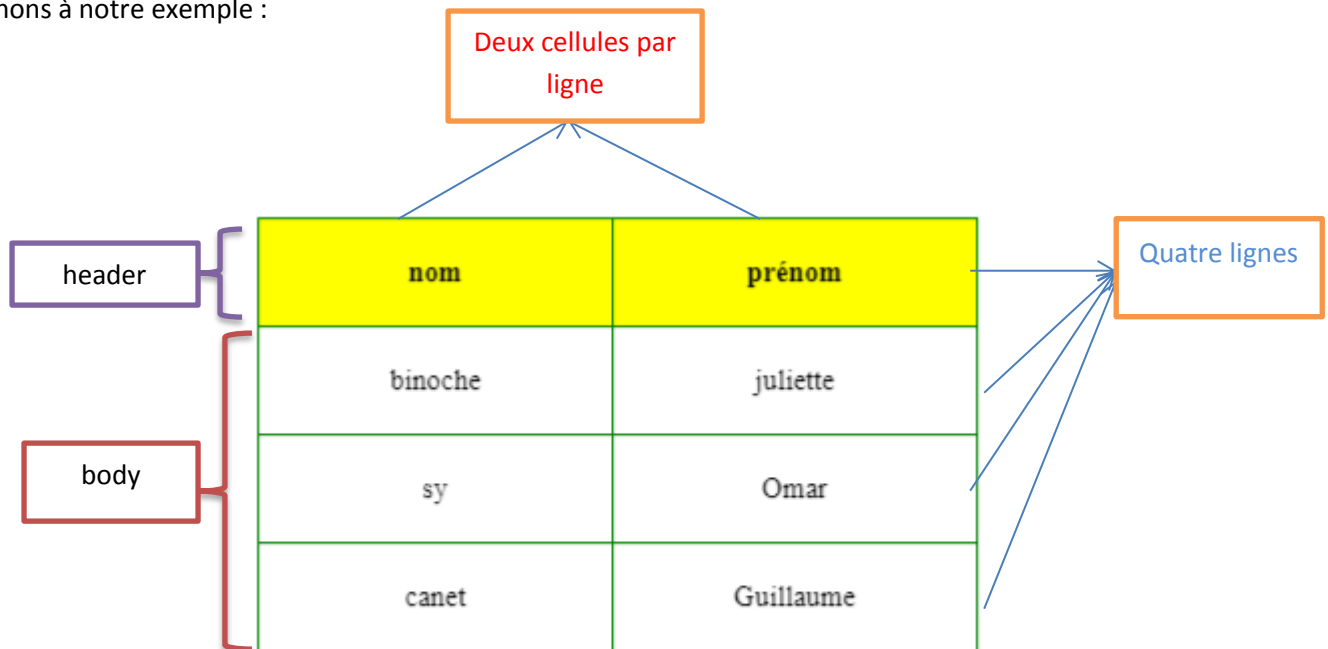 nons à notre exemple :
Deux cellules par
ligne
header
nom prénom
Quatre lignes
binoche juliette
body
sy Omar
canet Guillaume